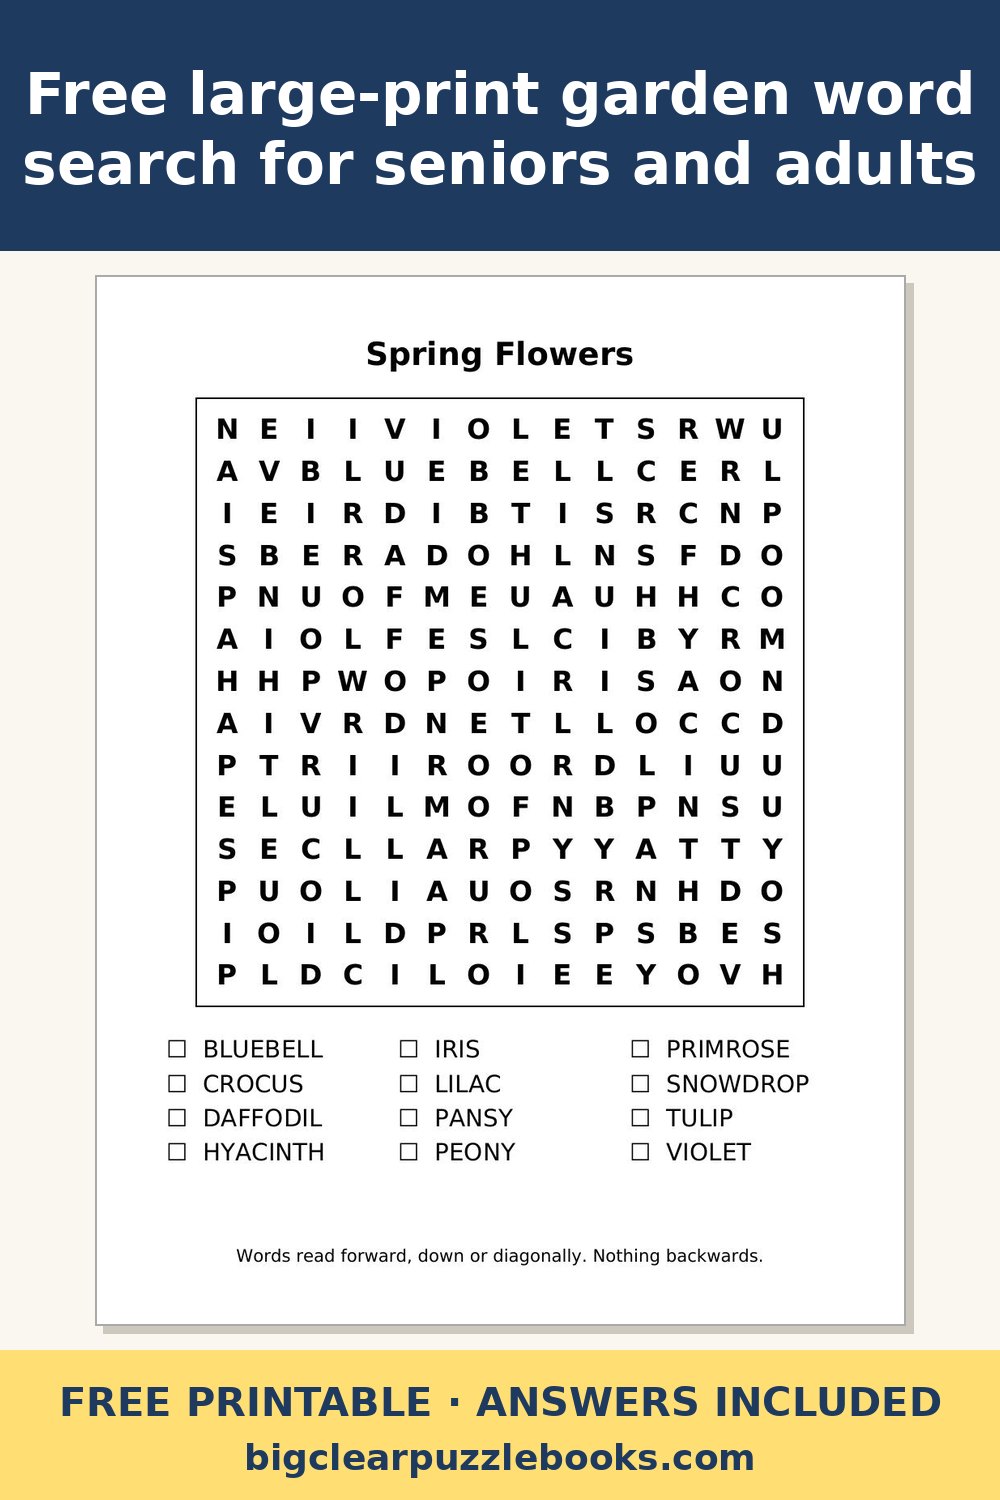 Free large-print garden word
search for seniors and adults
Spring Flowers
N E I I V I O L E T S R W U
A V B L U E B E L L C E R L
I E I R D I B T I S R C N P
S B E R A D O H L N S F D O
P N U O F M E U A U H H C O
A I O L F E S L C I B Y R M
H H P W O P O I R I S A O N
A I V R D N E T L L O C C D
P T R I I R O O R D L I U U
E L U I L M O F N B P N S U
S E C L L A R P Y Y A T T Y
P U O L I A U O S R N H D O
I O I L D P R L S P S B E S
P L D C I L O I E E Y O V H
☐ BLUEBELL ☐ IRIS ☐ PRIMROSE
☐ CROCUS ☐ LILAC ☐ SNOWDROP
☐ DAFFODIL ☐ PANSY ☐ TULIP
☐ HYACINTH ☐ PEONY ☐ VIOLET
Words read forward, down or diagonally. Nothing backwards.
FREE PRINTABLE · ANSWERS INCLUDED
bigclearpuzzlebooks.com